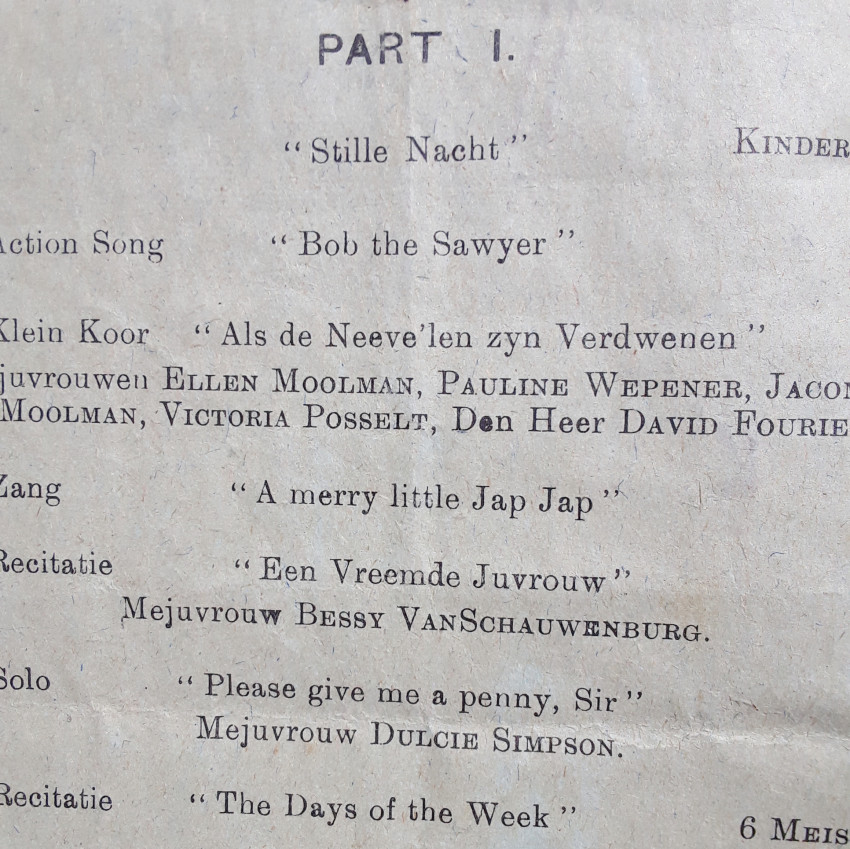 PART I.
“Stille Nacht” KINDER
Action Song “Bob the Sawyer”
Klein Koor “Als de Neeve'len zyn Verdwenen”
juvrouwen ELLEN MOOLMAN, PAULINE WEPENER, JACO
MOOLMAN, VICTORIA POSSELT, Den Heer DAVID FOURIE
Zang “A merry little Jap Jap”
Recitatie “Een Vreemde Juvrouw”
Mejuvrouw BESSY VANSCHAUWENBURG.
Solo “Please give me a penny, Sir”
Mejuvrouw DULCIE SIMPSON.
Recitatie “The Days of the Week”
6 MEIS